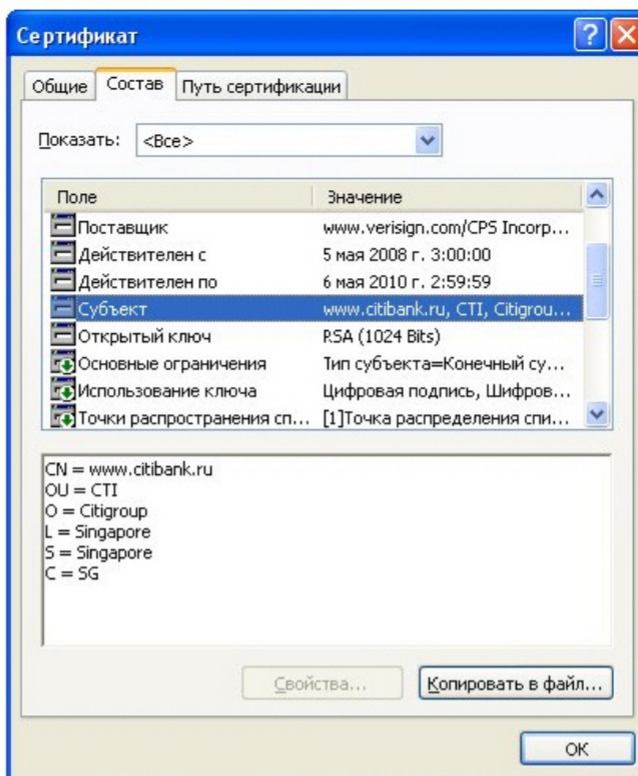 Сертификат
Общие Состав Путь сертификации
Показать: <Все>
Поле Значение
Поставщик www.verisign.com/CPS Incorp...
Действителен с 5 мая 2008 г. 3:00:00
Действителен по 6 мая 2010 г. 2:59:59
Субъект www.citibank.ru, CTI, Citigrou...
Открытый ключ RSA (1024 Bits)
Основные ограничения Тип субъекта=Конечный су...
Использование ключа Цифровая подпись, Шифров...
Точки распространения сп... [1]Точка распределения спи...
CN = www.citibank.ru
OU = CTI
O = Citigroup
L = Singapore
S = Singapore
C = SG
Свойства... Копировать в файл...
ОК